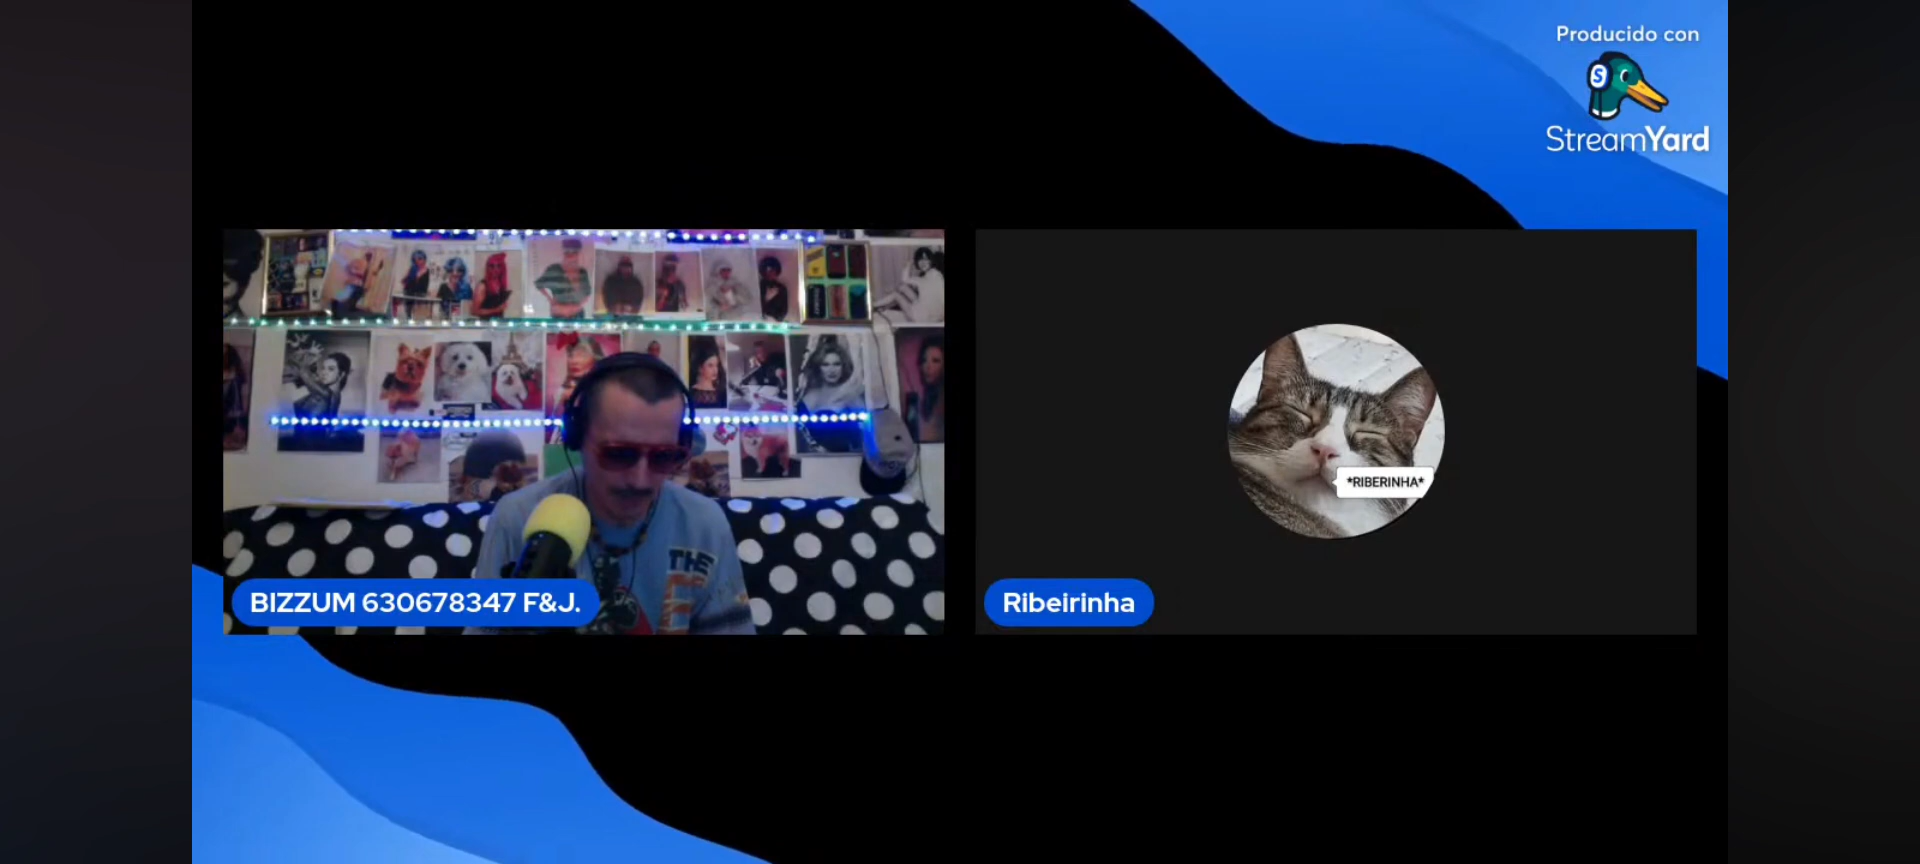 Producido con
StreamYard
THE
*RIBERINHA*
BIZZUM 630678347 F&J.
Ribeirinha